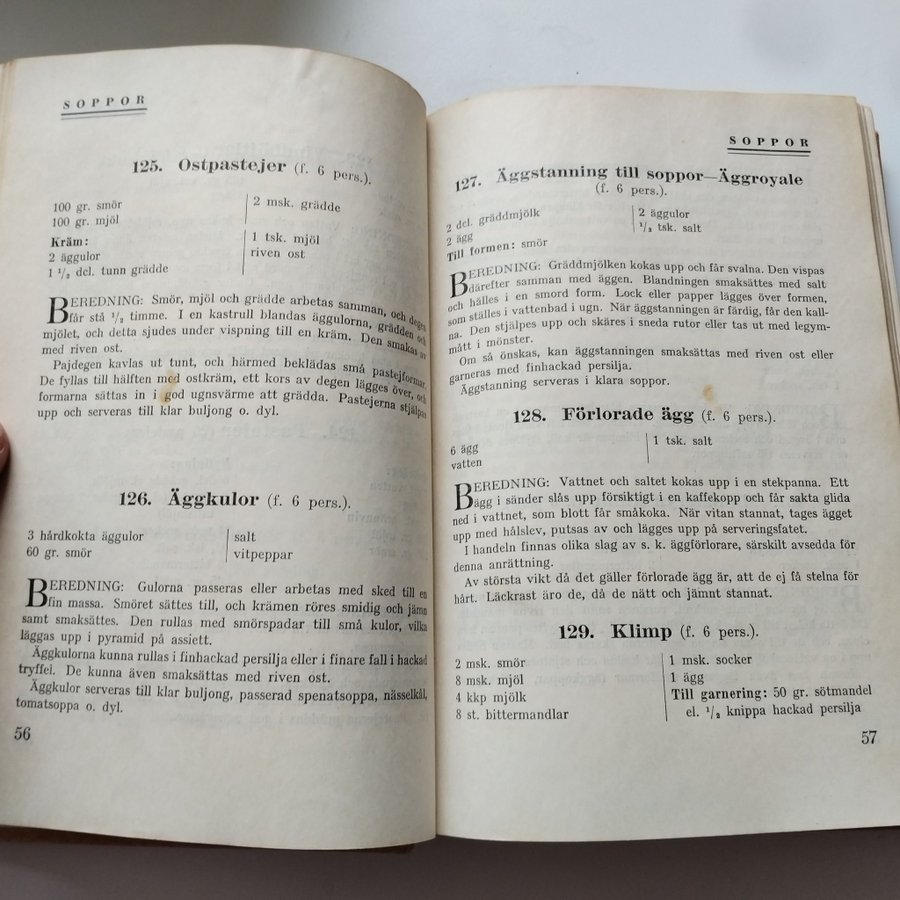 SOPPOR
125. Ostpastejer (f. 6 pers.).
100 gr. smör
100 gr. mjöl
Kräm:
2 äggulor
1 ¹/₂ dcl. tunn grädde
2 msk. grädde
1 tsk. mjöl
riven ost
BEREDNING: Smör, mjöl och grädde arbetas samman, och degen
får stå ¹/₂ timme. I en kastrull blandas äggulorna, grädden och
mjölet, och detta sjudes under vispning till en kräm. Den smakas av
med riven ost.
Pajdegen kavlas ut tunt, och härmed beklädas små pastejformar.
De fyllas till hälften med ostkräm, ett kors av degen lägges över, och
formarna sättas in i god ugnsvärme att grädda. Pastejerna stjälpas
upp och serveras till klar buljong o. dyl.
126. Äggkulor (f. 6 pers.).
3 hårdkokta äggulor
60 gr. smör
salt
vitpeppar
BEREDNING: Gulorna passeras eller arbetas med sked till en
fin massa. Smöret sättes till, och krämen röres smidig och jämn
samt smaksättes. Den rullas med smörspadar till små kulor, vilka
läggas upp i pyramid på assiett.
Äggkulorna kunna rullas i finhackad persilja eller i finare fall i hackad
tryffel. De kunna även smaksättas med riven ost.
Äggkulor serveras till klar buljong, passerad spenatsoppa, nässelkål,
tomatsoppa o. dyl.
56
SOPPOR
127. Äggstanning till soppor—Äggroyale
(f. 6 pers.).
2 dcl. gräddmjölk
2 ägg
Till formen: smör
2 äggulor
¹/₂ tsk. salt
BEREDNING: Gräddmjölken kokas upp och får svalna. Den vispas
därefter samman med äggen. Blandningen smaksättes med salt
och hälles i en smord form. Lock eller papper lägges över formen,
som ställes i vattenbad i ugn. När äggstanningen är färdig, får den kall-
na. Den stjälpes upp och skäres i sneda rutor eller tas ut med legym-
mått i mönster.
Om så önskas, kan äggstanningen smaksättas med riven ost eller
garneras med finhackad persilja.
Äggstanning serveras i klara soppor.
128. Förlorade ägg (f. 6 pers.).
6 ägg
vatten
1 tsk. salt
BEREDNING: Vattnet och saltet kokas upp i en stekpanna. Ett
ägg i sänder slås upp försiktigt i en kaffekopp och får sakta glida
ned i vattnet, som blott får småkoka. När vitan stannat, tages ägget
upp med hålslev, putsas av och lägges upp på serveringsfatet.
I handeln finnas olika slag av s. k. äggförlorare, särskilt avsedda för
denna anrättning.
Av största vikt då det gäller förlorade ägg är, att de ej få stelna för
hårt. Läckrast äro de, då de nätt och jämnt stannat.
129. Klimp (f. 6 pers.).
2 msk. smör
8 msk. mjöl
4 kkp mjölk
8 st. bittermandlar
1 msk. socker
1 ägg
Till garnering: 50 gr. sötmandel
el. ¹/₂ knippa hackad persilja
57